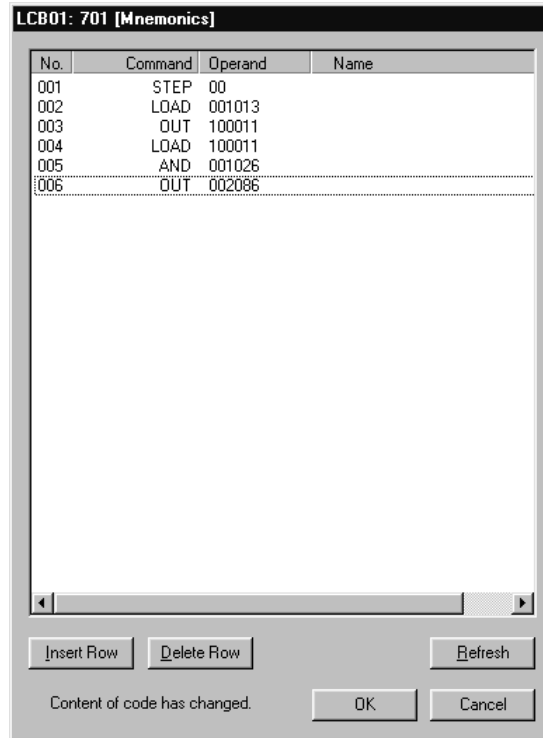 LCB01: 701 [Mnemonics]
No. Command Operand Name
001 STEP 00
002 LOAD 001013
003 OUT 100011
004 LOAD 100011
005 AND 001026
006 OUT 002086
Insert Row Delete Row Refresh
Content of code has changed. OK Cancel